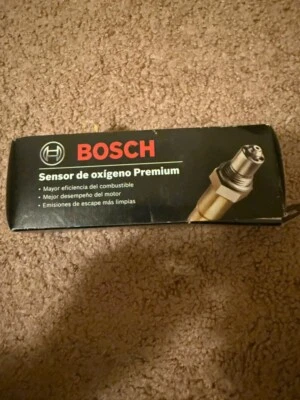 BOSCH
Sensor de oxígeno Premium
• Mayor eficiencia del combustible
• Mejor desempeño del motor
• Emisiones de escape más limpias